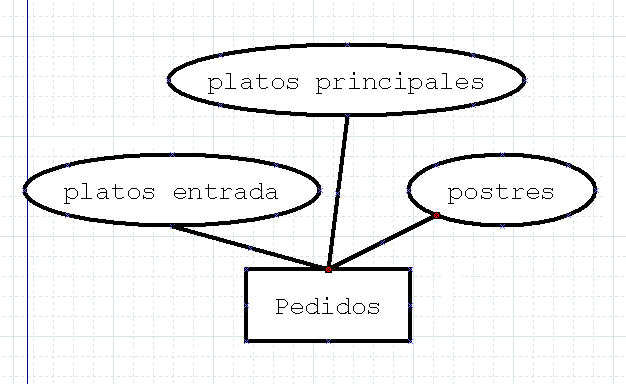 platos principales
platos entrada
postres
Pedidos